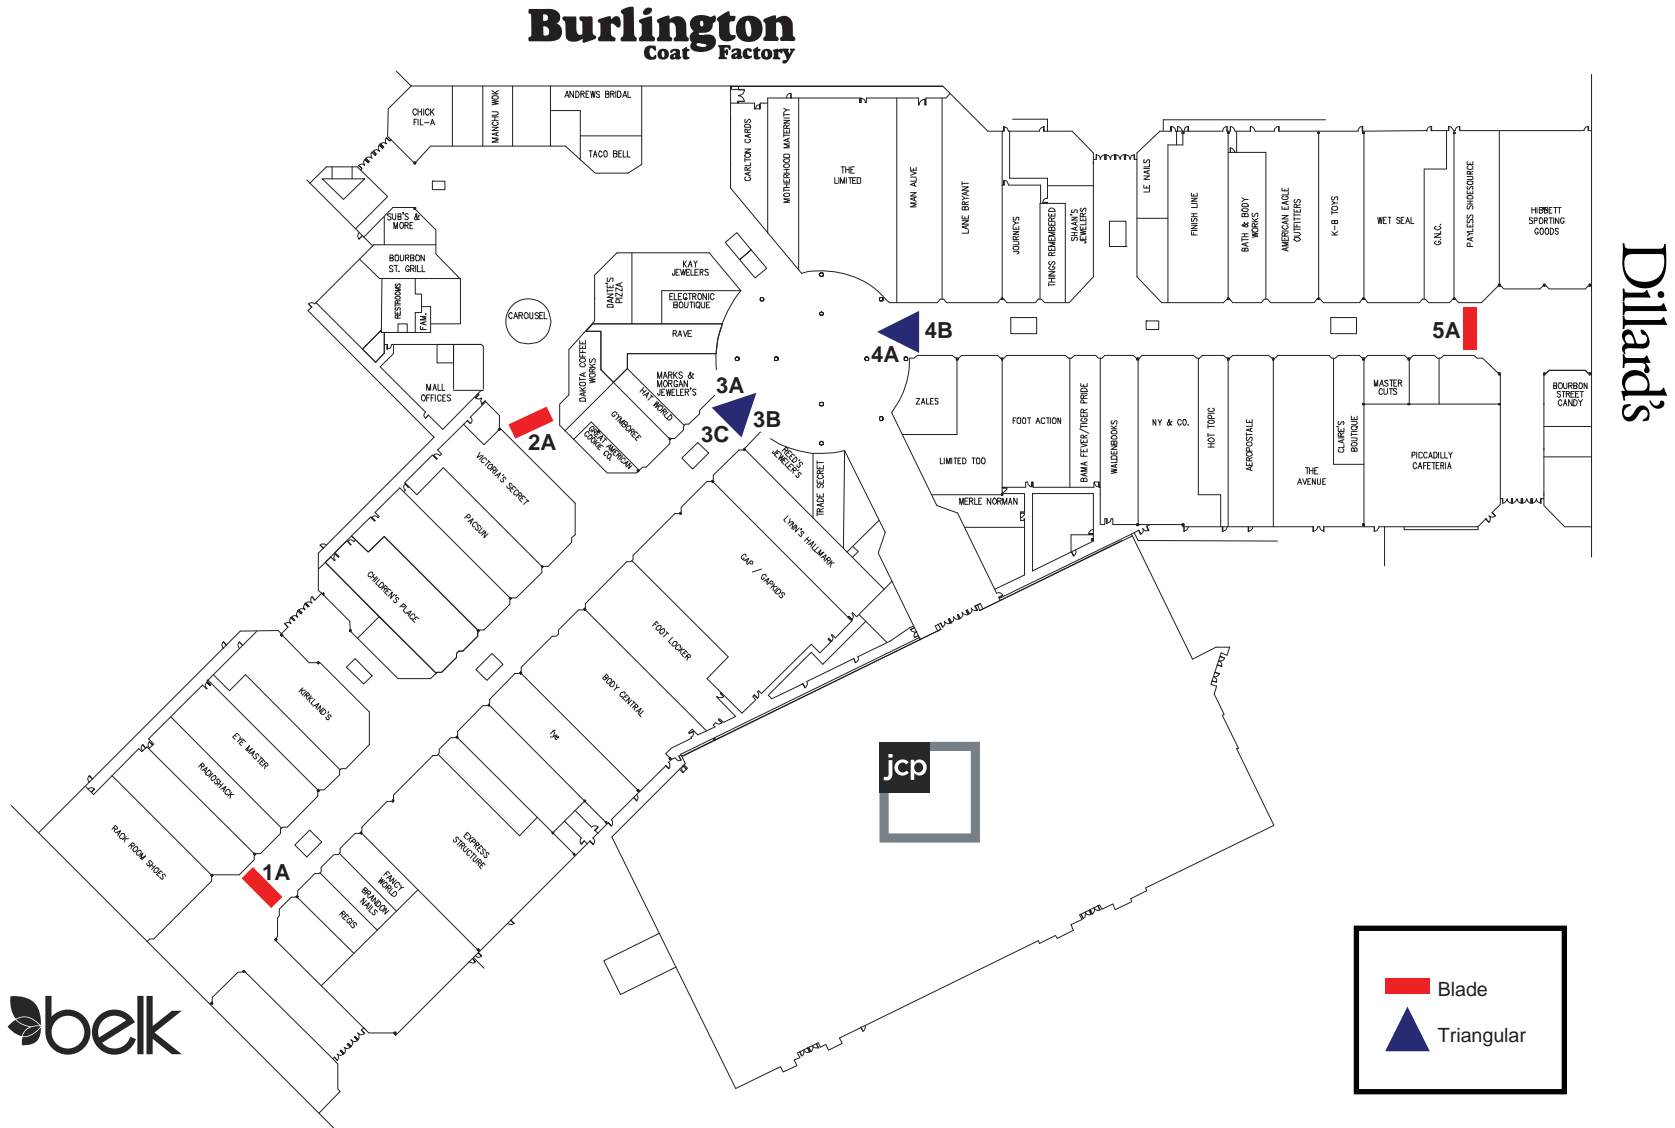 Burlington
Coat Factory
CHICK
FIL-A
MANCHU WOK
ANDREWS BRIDAL
TACO BELL
SUB'S &
MORE
BOURBON
ST. GRILL
RESTROOMS
FAM.
MALL
OFFICES
CAROUSEL
DANTE'S
PIZZA
KAY
JEWELERS
ELECTRONIC
BOUTIQUE
RAVE
DAKOTA COFFEE
WORKS
MARKS &
MORGAN
JEWELER'S
HAT WORLD
GYMBOREE
GREAT AMERICAN
COOKIE CO.
CARLTON CARDS
MOTHERHOOD MATERNITY
THE
LIMITED
MAN ALIVE
LANE BRYANT
JOURNEYS
THINGS REMEMBERED
SHAAN'S
JEWELERS
LE NAILS
FINISH LINE
BATH & BODY
WORKS
AMERICAN EAGLE
OUTFITTERS
K-B TOYS
WET SEAL
G.N.C.
PAYLESS SHOESOURCE
HIBBETT
SPORTING
GOODS
Dillard's
4B
4A
5A
3A
3B
3C
2A
1A
ZALES
LIMITED TOO
MERLE NORMAN
FOOT ACTION
BAMA FEVER/TIGER PRIDE
WALDENBOOKS
NY & CO.
HOT TOPIC
AEROPOSTALE
THE
AVENUE
CLAIRE'S
BOUTIQUE
MASTER
CUTS
PICCADILLY
CAFETERIA
BOURBON
STREET
CANDY
REED'S
JEWELER'S
TRADE SECRET
LYNN'S HALLMARK
GAP / GAPKIDS
FOOT LOCKER
BODY CENTRAL
fye
EXPRESS
STRUCTURE
FANCY
WORLD
BRANDON
NAILS
REGIS
VICTORIA'S SECRET
PACSUN
CHILDREN'S PLACE
KIRKLAND'S
EYE MASTER
RADIOSHACK
RACK ROOM SHOES
jcp
belk
Blade
Triangular